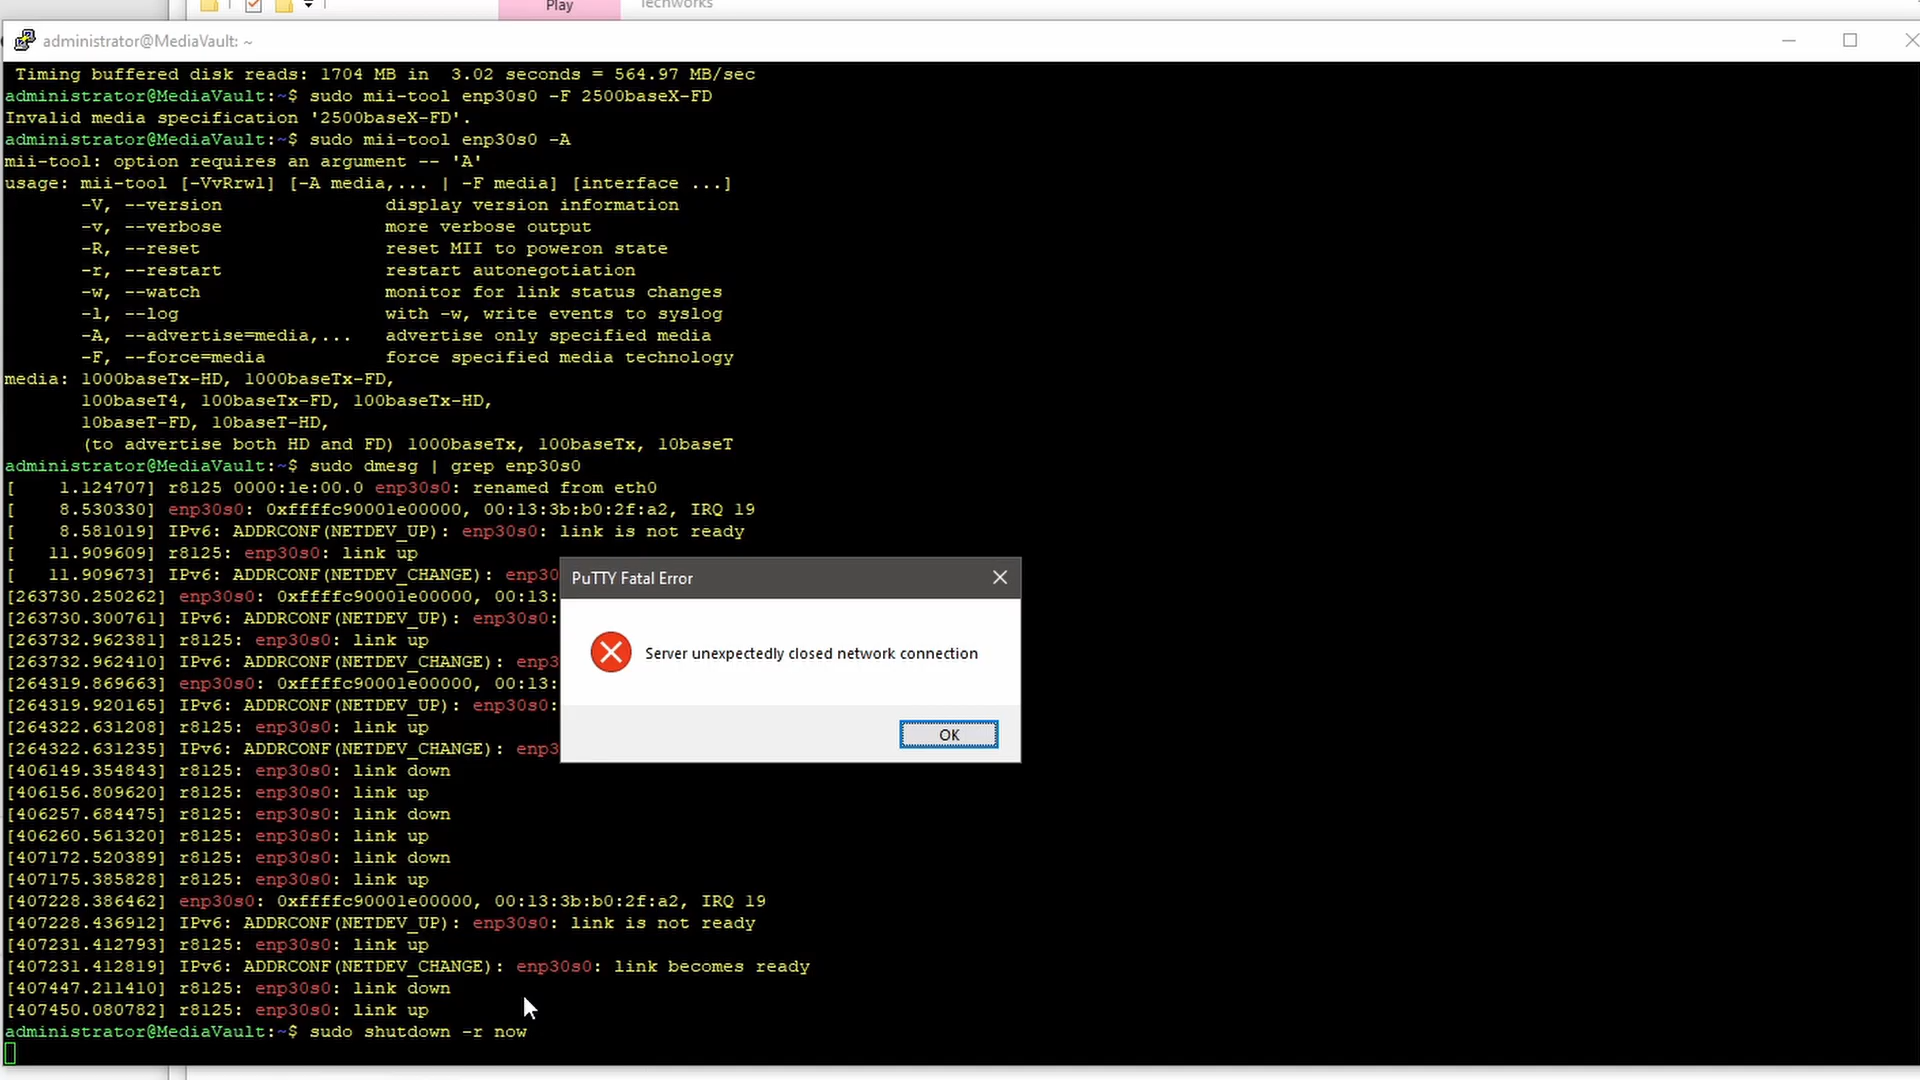 Play
Techworks
administrator@MediaVault: ~
Timing buffered disk reads: 1704 MB in  3.02 seconds = 564.97 MB/sec
administrator@MediaVault:~$ sudo mii-tool enp30s0 -F 2500baseX-FD
Invalid media specification '2500baseX-FD'.
administrator@MediaVault:~$ sudo mii-tool enp30s0 -A
mii-tool: option requires an argument -- 'A'
usage: mii-tool [-VvRrwl] [-A media,... | -F media] [interface ...]
-V, --version               display version information
-v, --verbose               more verbose output
-R, --reset                 reset MII to poweron state
-r, --restart               restart autonegotiation
-w, --watch                 monitor for link status changes
-l, --log                   with -w, write events to syslog
-A, --advertise=media,...   advertise only specified media
-F, --force=media           force specified media technology
media: 1000baseTx-HD, 1000baseTx-FD,
100baseT4, 100baseTx-FD, 100baseTx-HD,
10baseT-FD, 10baseT-HD,
(to advertise both HD and FD) 1000baseTx, 100baseTx, 10baseT
administrator@MediaVault:~$ sudo dmesg | grep enp30s0
[    1.124707] r8125 0000:1e:00.0 enp30s0: renamed from eth0
[    8.530330] enp30s0: 0xffffc90001e00000, 00:13:3b:b0:2f:a2, IRQ 19
[    8.581019] IPv6: ADDRCONF(NETDEV_UP): enp30s0: link is not ready
[   11.909609] r8125: enp30s0: link up
[   11.909673] IPv6: ADDRCONF(NETDEV_CHANGE): enp30
[263730.250262] enp30s0: 0xffffc90001e00000, 00:13:
[263730.300761] IPv6: ADDRCONF(NETDEV_UP): enp30s0:
[263732.962381] r8125: enp30s0: link up
[263732.962410] IPv6: ADDRCONF(NETDEV_CHANGE): enp3
[264319.869663] enp30s0: 0xffffc90001e00000, 00:13:
[264319.920165] IPv6: ADDRCONF(NETDEV_UP): enp30s0:
[264322.631208] r8125: enp30s0: link up
[264322.631235] IPv6: ADDRCONF(NETDEV_CHANGE): enp3
[406149.354843] r8125: enp30s0: link down
[406156.809620] r8125: enp30s0: link up
[406257.684475] r8125: enp30s0: link down
[406260.561320] r8125: enp30s0: link up
[407172.520389] r8125: enp30s0: link down
[407175.385828] r8125: enp30s0: link up
[407228.386462] enp30s0: 0xffffc90001e00000, 00:13:3b:b0:2f:a2, IRQ 19
[407228.436912] IPv6: ADDRCONF(NETDEV_UP): enp30s0: link is not ready
[407231.412793] r8125: enp30s0: link up
[407231.412819] IPv6: ADDRCONF(NETDEV_CHANGE): enp30s0: link becomes ready
[407447.211410] r8125: enp30s0: link down
[407450.080782] r8125: enp30s0: link up
administrator@MediaVault:~$ sudo shutdown -r now
PuTTY Fatal Error
Server unexpectedly closed network connection
OK